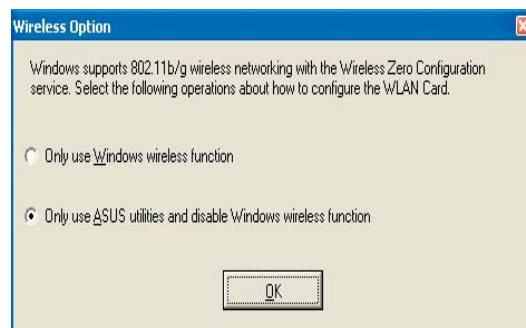 Wireless Option
Windows supports 802.11b/g wireless networking with the Wireless Zero Configuration
service. Select the following operations about how to configure the WLAN Card.
Only use Windows wireless function
Only use ASUS utilities and disable Windows wireless function
OK